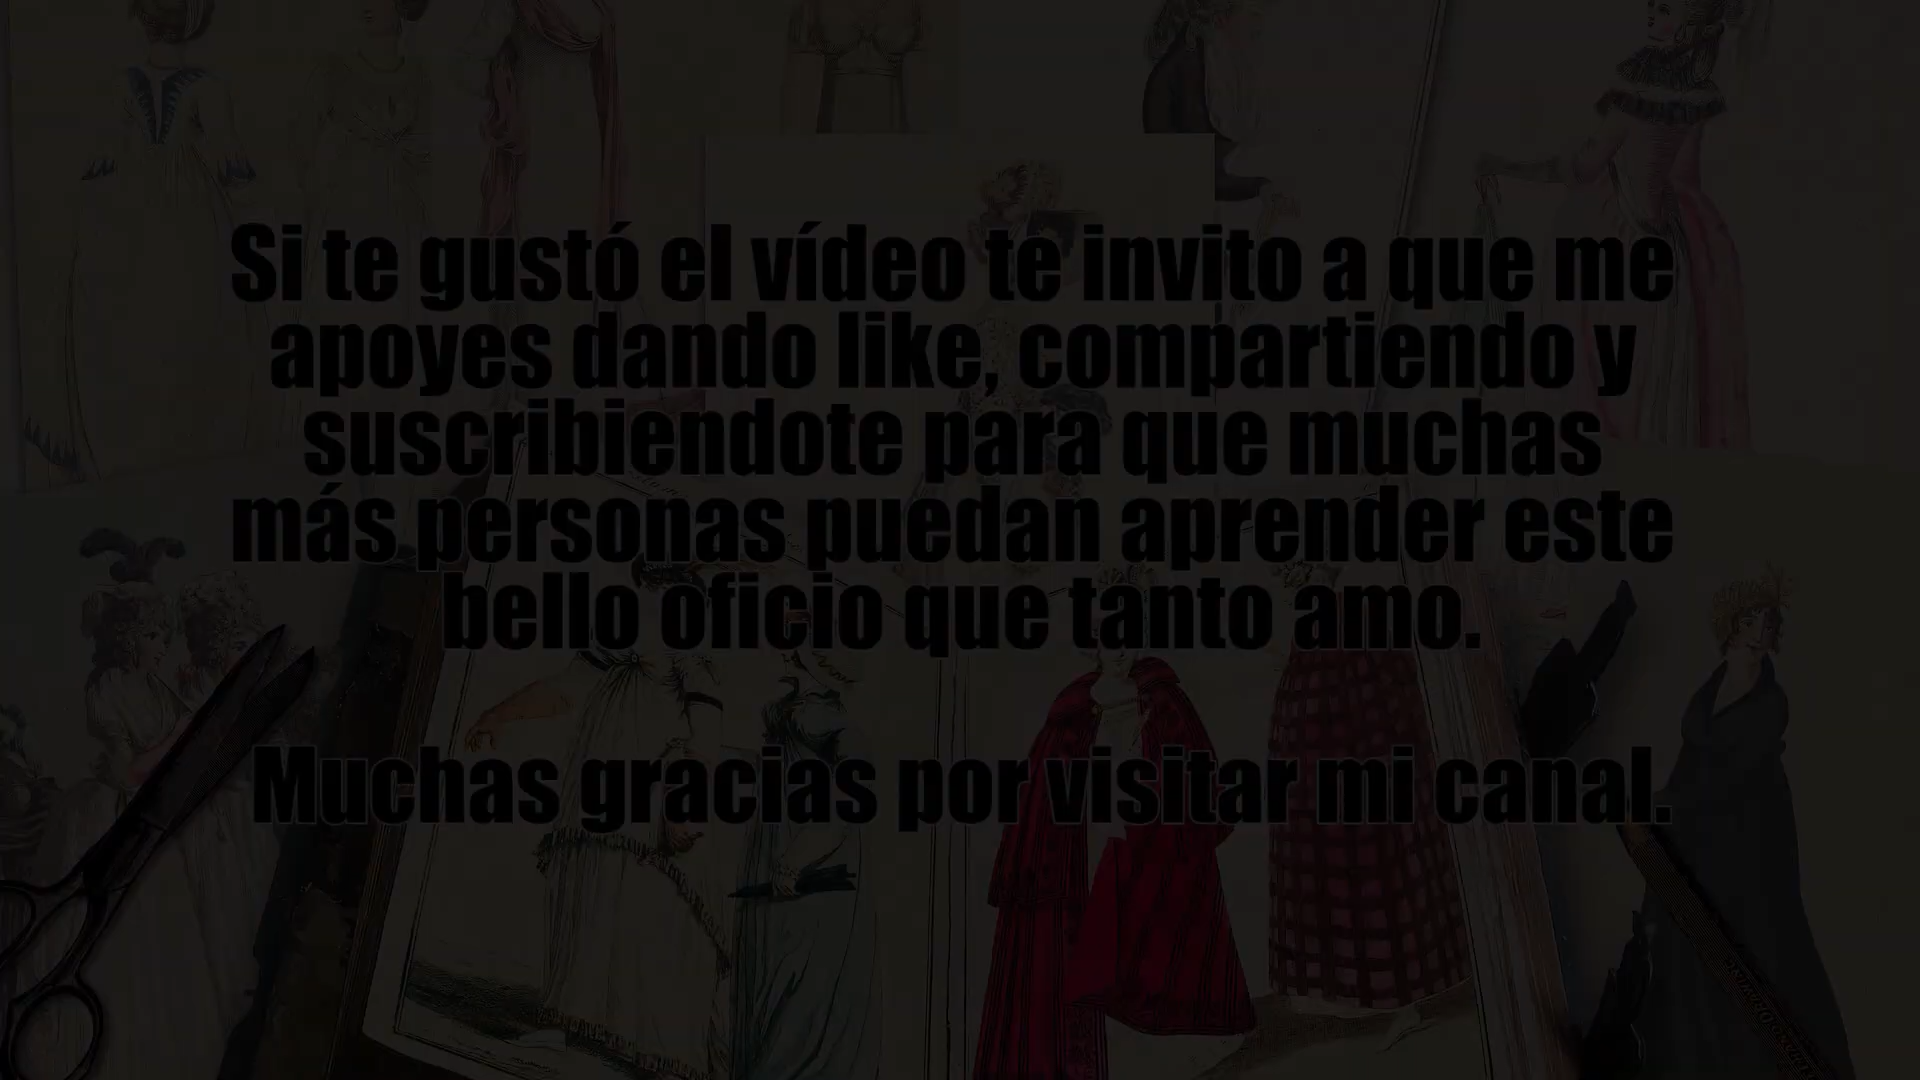 Si te gustó el vídeo te invito a que me
apoyes dando like, compartiendo y
suscribiendote para que muchas
más personas puedan aprender este
bello oficio que tanto amo.
Muchas gracias por visitar mi canal.